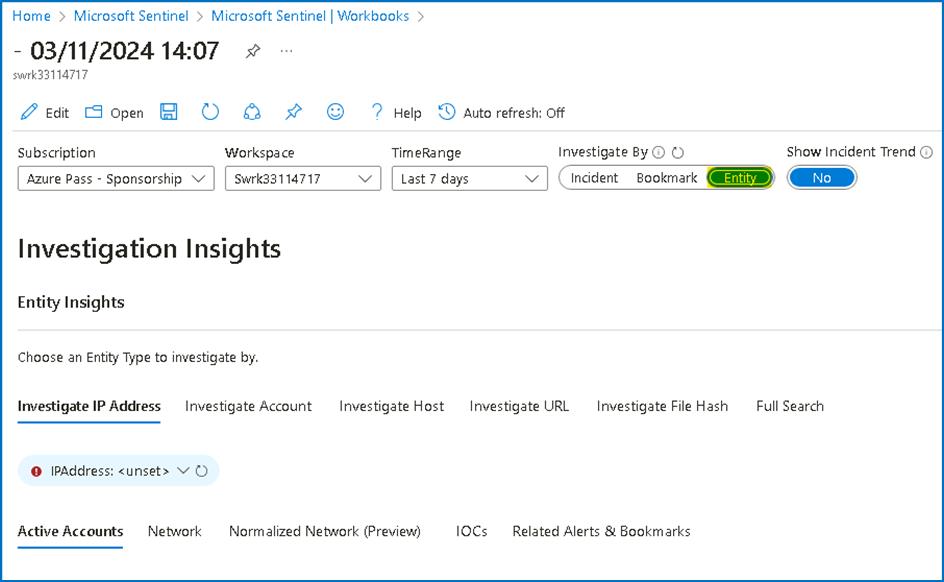 Home > Microsoft Sentinel > Microsoft Sentinel | Workbooks >
- 03/11/2024 14:07 ...
swrk33114717
Edit Open Help Auto refresh: Off
Subscription Workspace TimeRange Investigate By Show Incident Trend
Azure Pass - Sponsorship Swrk33114717 Last 7 days Incident Bookmark Entity No
Investigation Insights
Entity Insights
Choose an Entity Type to investigate by.
Investigate IP Address Investigate Account Investigate Host Investigate URL Investigate File Hash Full Search
IPAddress: <unset>
Active Accounts Network Normalized Network (Preview) IOCs Related Alerts & Bookmarks